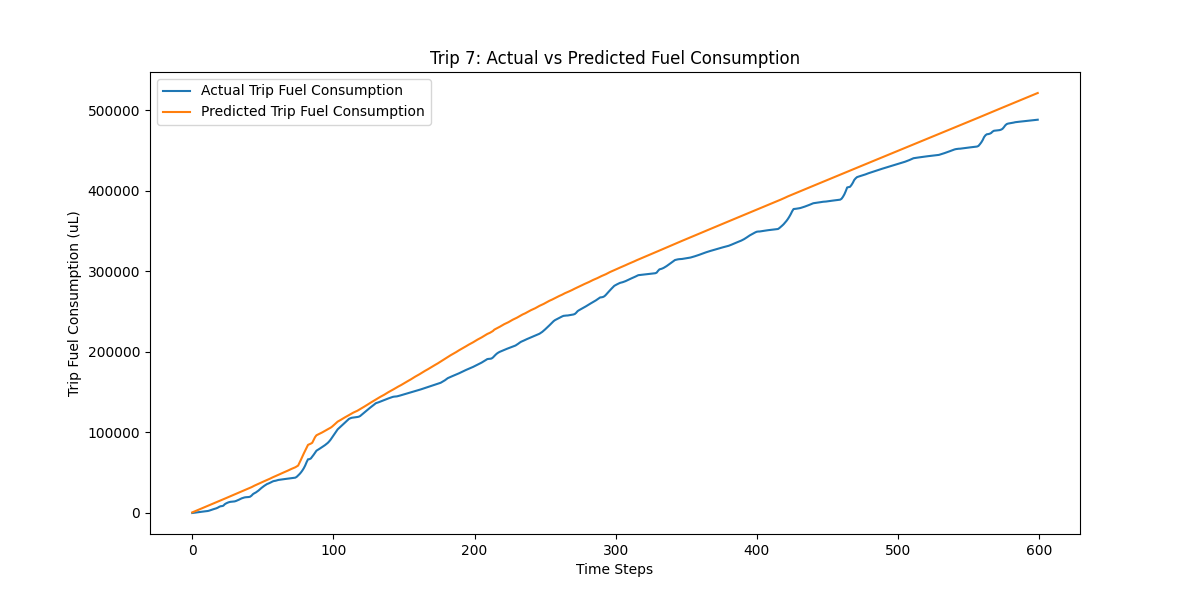 Trip 7: Actual vs Predicted Fuel Consumption
Actual Trip Fuel Consumption
Predicted Trip Fuel Consumption
Trip Fuel Consumption (uL)
500000
400000
300000
200000
100000
0
0 100 200 300 400 500 600
Time Steps